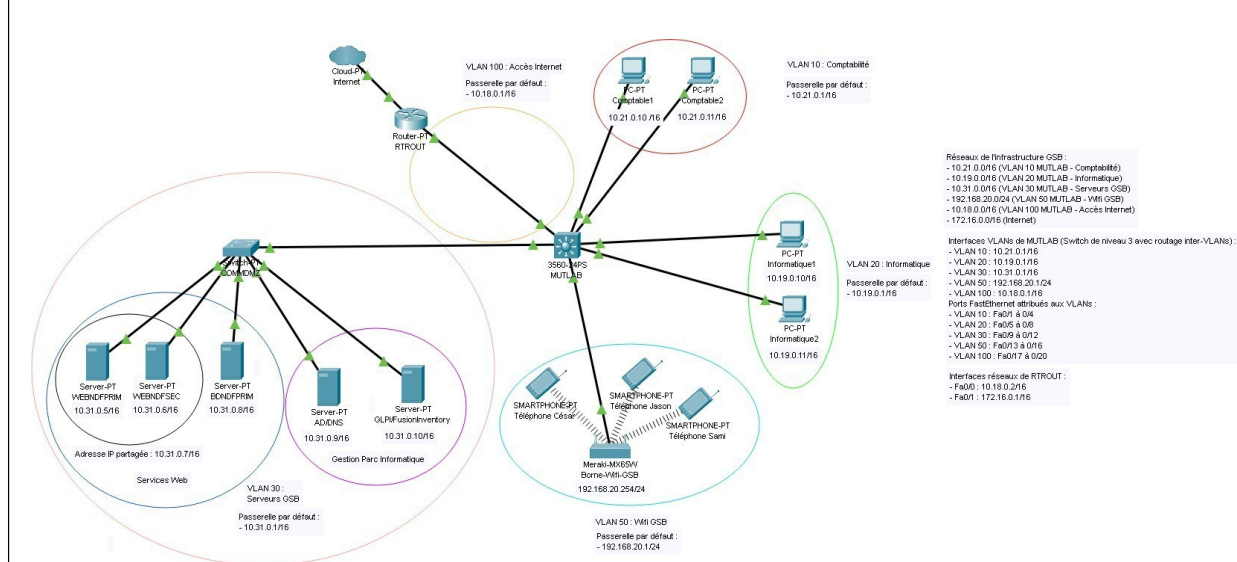 Cloud-PT
Internet
VLAN 100 : Accès Internet
Passerelle par défaut :
- 10.18.0.1/16
Router-PT
RTROUT
PC-PT
Comptable1
10.21.0.10 /16
PC-PT
Comptable2
10.21.0.11/16
VLAN 10 : Comptabilité
Passerelle par défaut :
- 10.21.0.1/16
Switch-PT
COMMDMZ
3560-24PS
MUTLAB
PC-PT
Informatique1
10.19.0.10/16
PC-PT
Informatique2
10.19.0.11/16
VLAN 20 : Informatique
Passerelle par défaut :
- 10.19.0.1/16
Réseaux de l'infrastructure GSB :
- 10.21.0.0/16 (VLAN 10 MUTLAB - Comptabilité)
- 10.19.0.0/16 (VLAN 20 MUTLAB - Informatique)
- 10.31.0.0/16 (VLAN 30 MUTLAB - Serveurs GSB)
- 192.168.20.0/24 (VLAN 50 MUTLAB - Wifi GSB)
- 10.18.0.0/16 (VLAN 100 MUTLAB - Accès Internet)
- 172.16.0.0/16 (Internet)
Interfaces VLANs de MUTLAB (Switch de niveau 3 avec routage inter-VLANs) :
- VLAN 10 : 10.21.0.1/16
- VLAN 20 : 10.19.0.1/16
- VLAN 30 : 10.31.0.1/16
- VLAN 50 : 192.168.20.1/24
- VLAN 100 : 10.18.0.1/16
Ports FastEthernet attribués aux VLANs :
- VLAN 10 : Fa0/1 à 0/4
- VLAN 20 : Fa0/5 à 0/8
- VLAN 30 : Fa0/9 à 0/12
- VLAN 50 : Fa0/13 à 0/16
- VLAN 100 : Fa0/17 à 0/20
Interfaces réseaux de RTROUT :
- Fa0/0 : 10.18.0.2/16
- Fa0/1 : 172.16.0.1/16
Server-PT
WEBNDFPRIM
10.31.0.5/16
Server-PT
WEBNDFSEC
10.31.0.6/16
Server-PT
BDNDFPRIM
10.31.0.8/16
Adresse IP partagée : 10.31.0.7/16
Services Web
Server-PT
AD/DNS
10.31.0.9/16
Server-PT
GLPI/FusionInventory
10.31.0.10/16
Gestion Parc Informatique
VLAN 30 :
Serveurs GSB
Passerelle par défaut :
- 10.31.0.1/16
SMARTPHONE-PT
Téléphone César
SMARTPHONE-PT
Téléphone Jason
SMARTPHONE-PT
Téléphone Sami
Meraki-MX65W
Borne-Wifi-GSB
192.168.20.254/24
VLAN 50 : Wifi GSB
Passerelle par défaut :
- 192.168.20.1/24